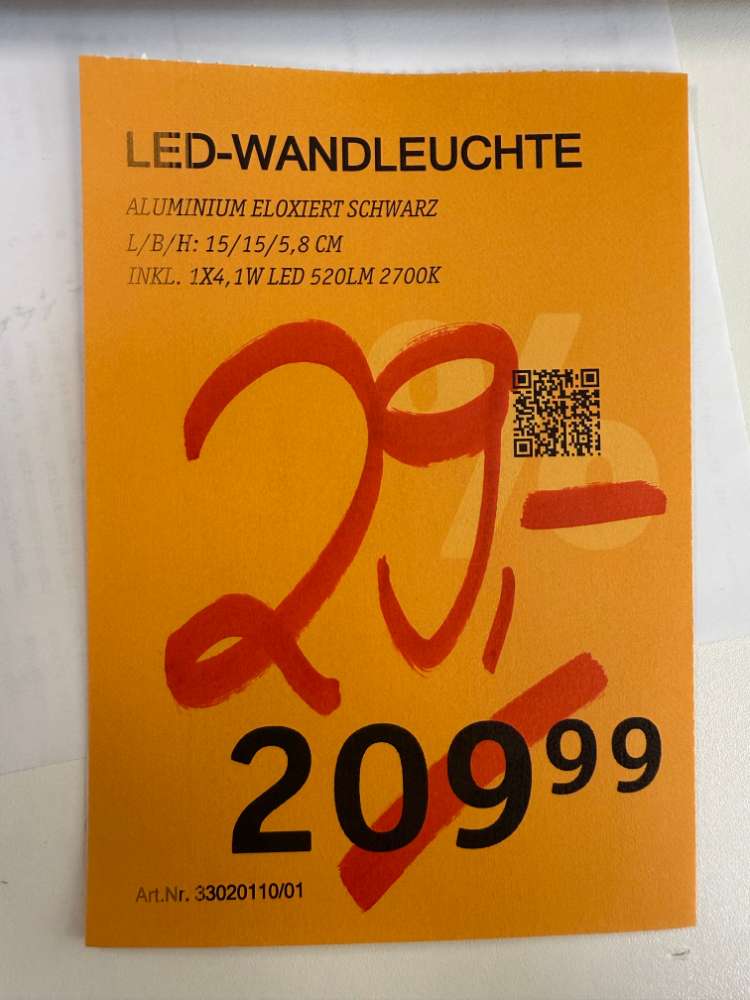 LED-WANDLEUCHTE
ALUMINIUM ELOXIERT SCHWARZ
L/B/H: 15/15/5,8 CM
INKL. 1X4,1W LED 520LM 2700K
%
29,-
209 99
Art.Nr. 33020110/01